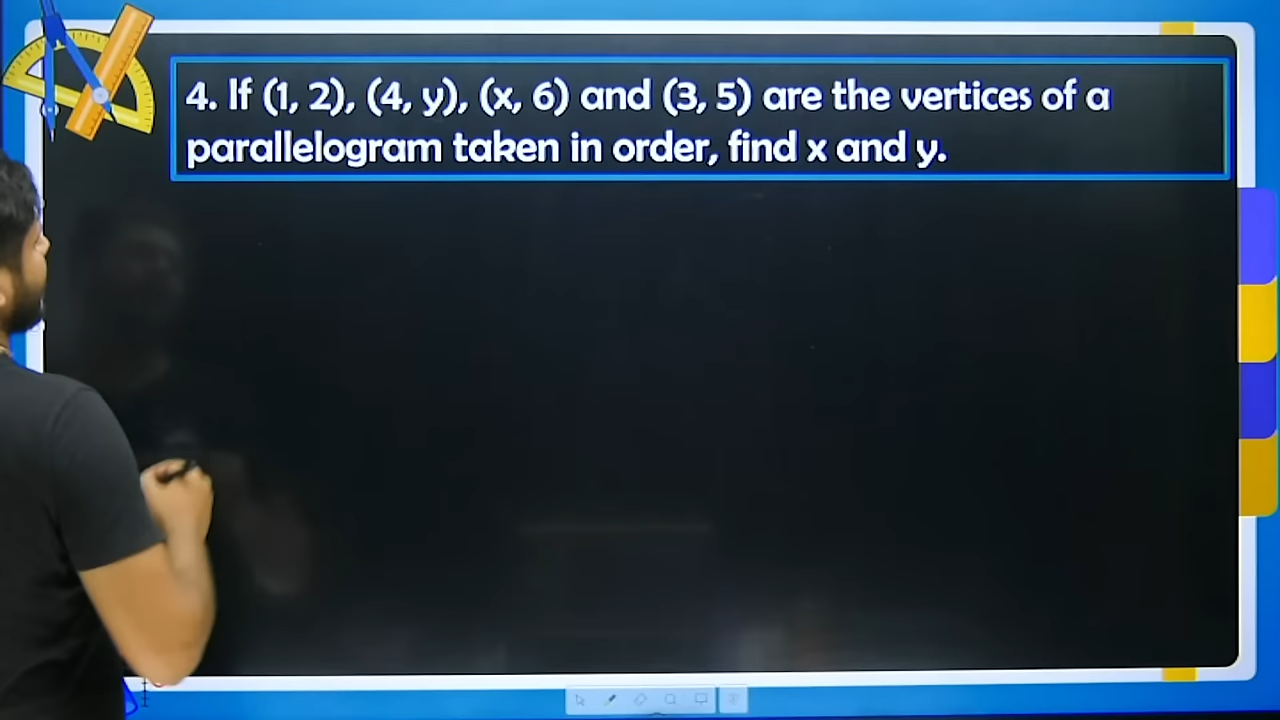 4. If (1, 2), (4, y), (x, 6) and (3, 5) are the vertices of a
parallelogram taken in order, find x and y.